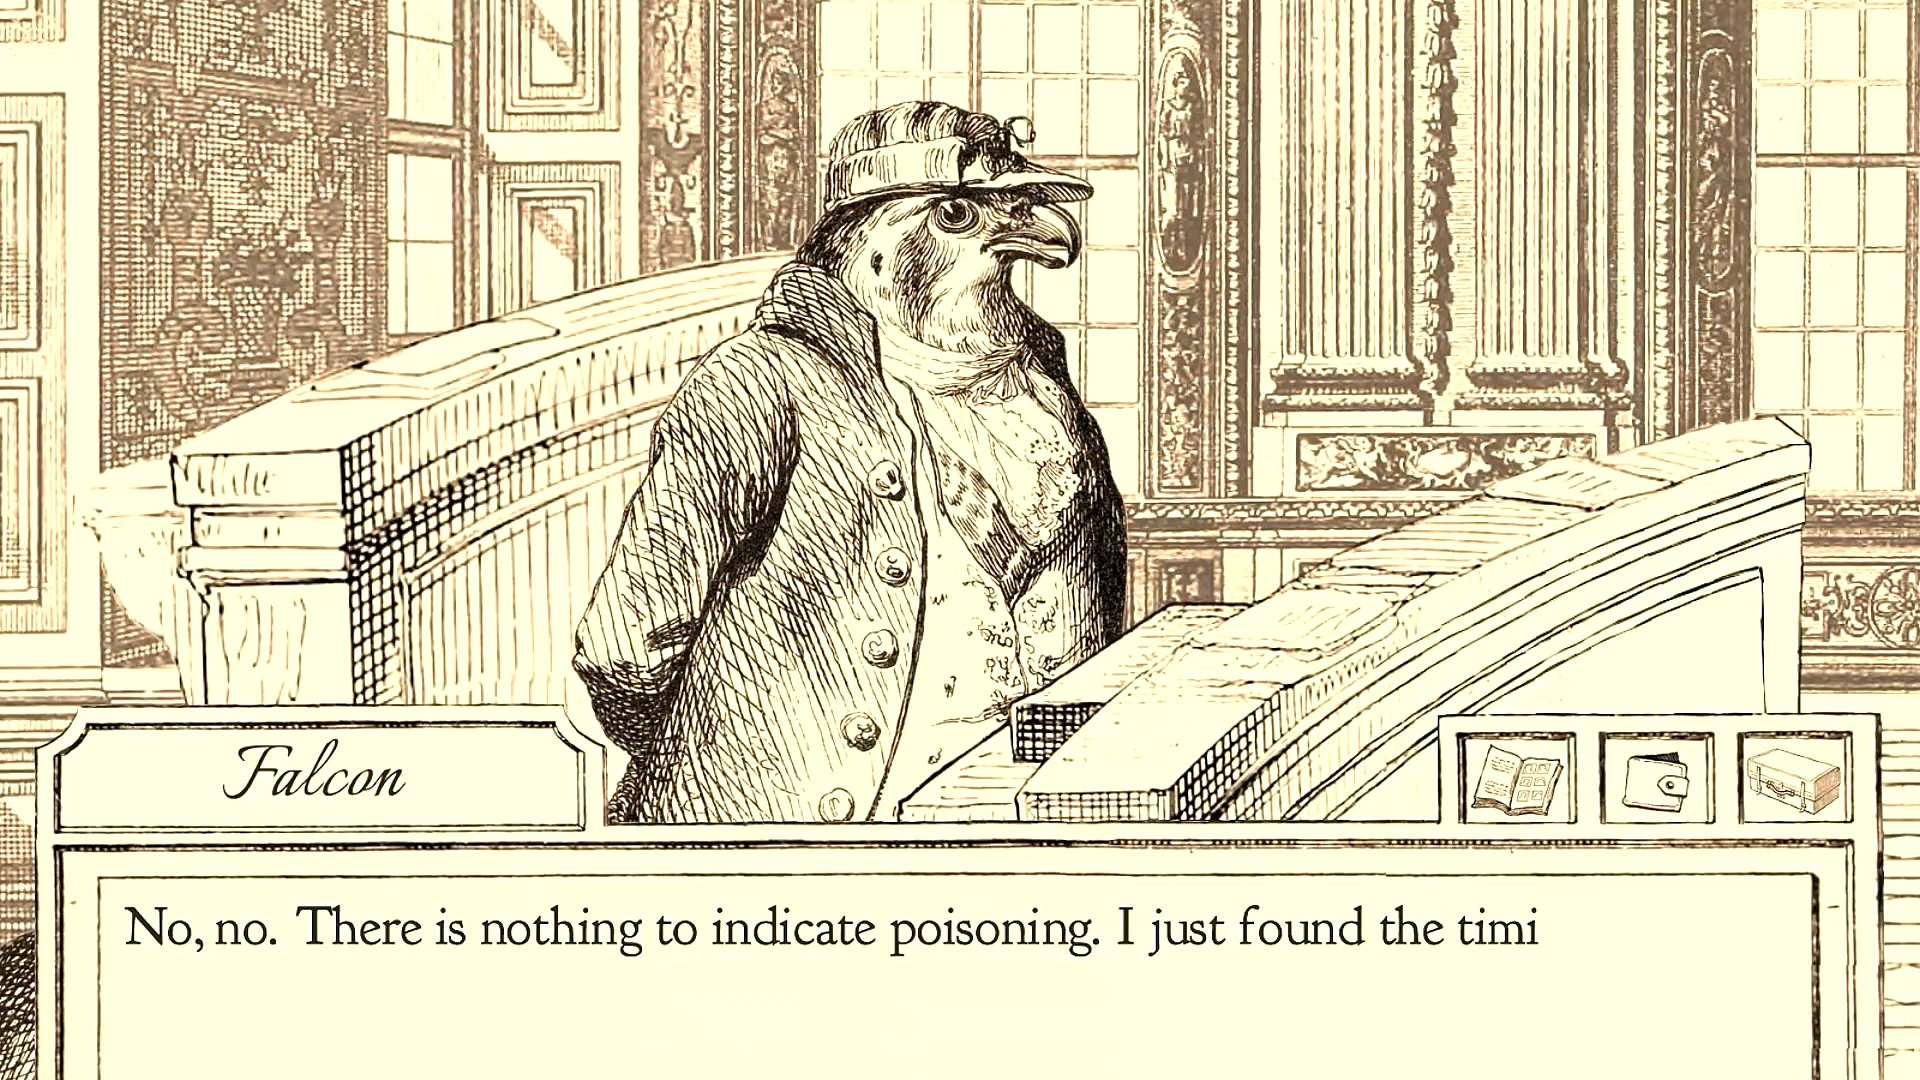 Falcon
No, no. There is nothing to indicate poisoning. I just found the timi